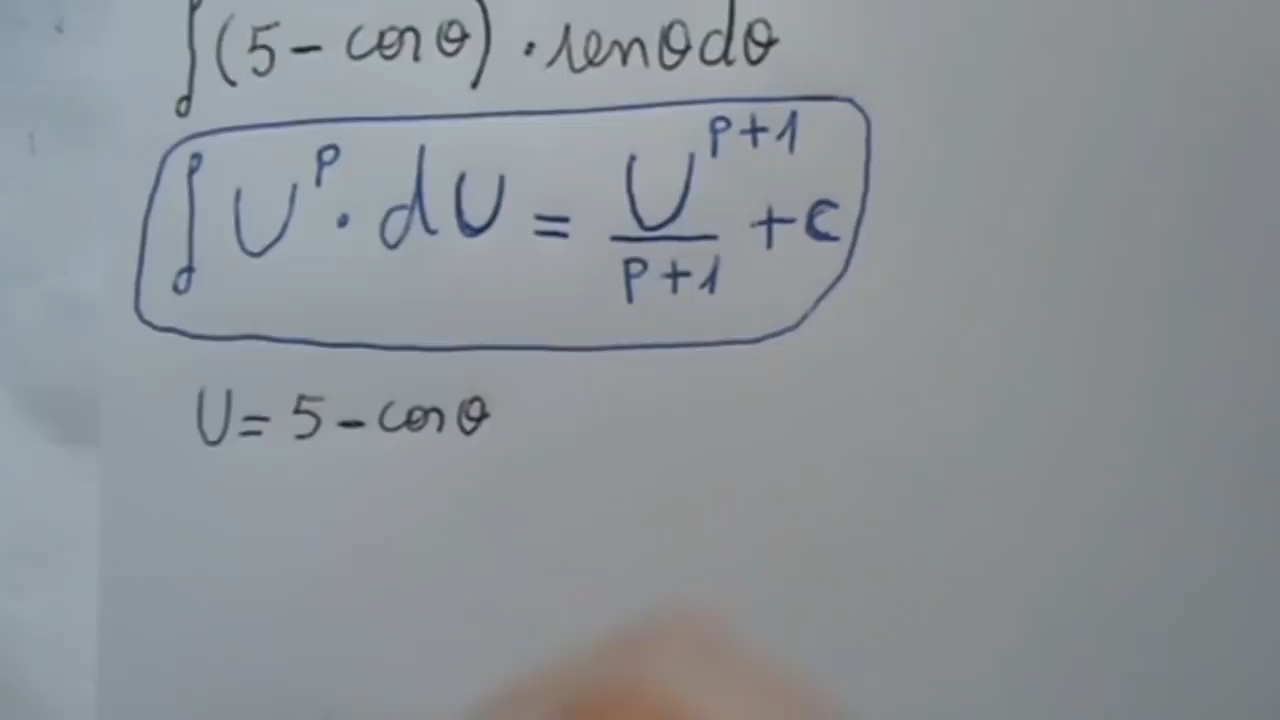 ∫(5-cosθ)·senθdθ
∫U^P·dU = U^(P+1)/(P+1) + c
U = 5-cosθ